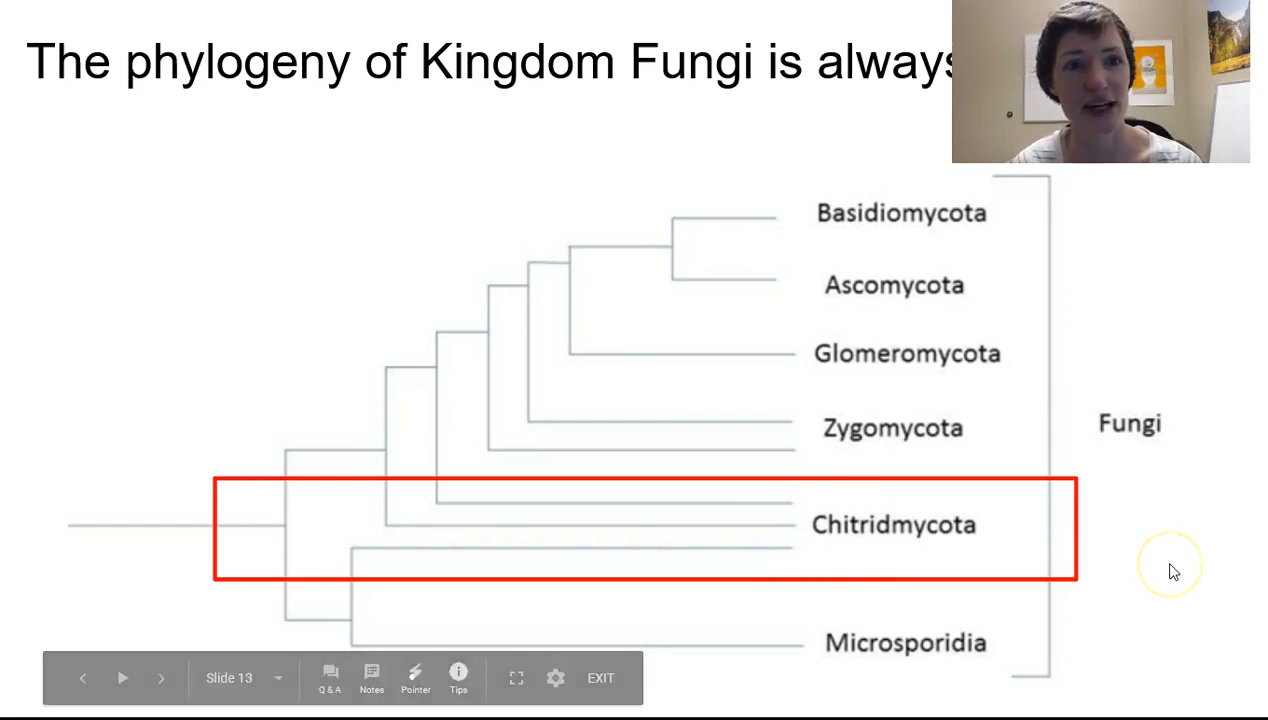 The phylogeny of Kingdom Fungi is always
Basidiomycota
Ascomycota
Glomeromycota
Zygomycota
Fungi
Chitridmycota
Microsporidia
Slide 13
Q & A
Notes
Pointer
Tips
EXIT